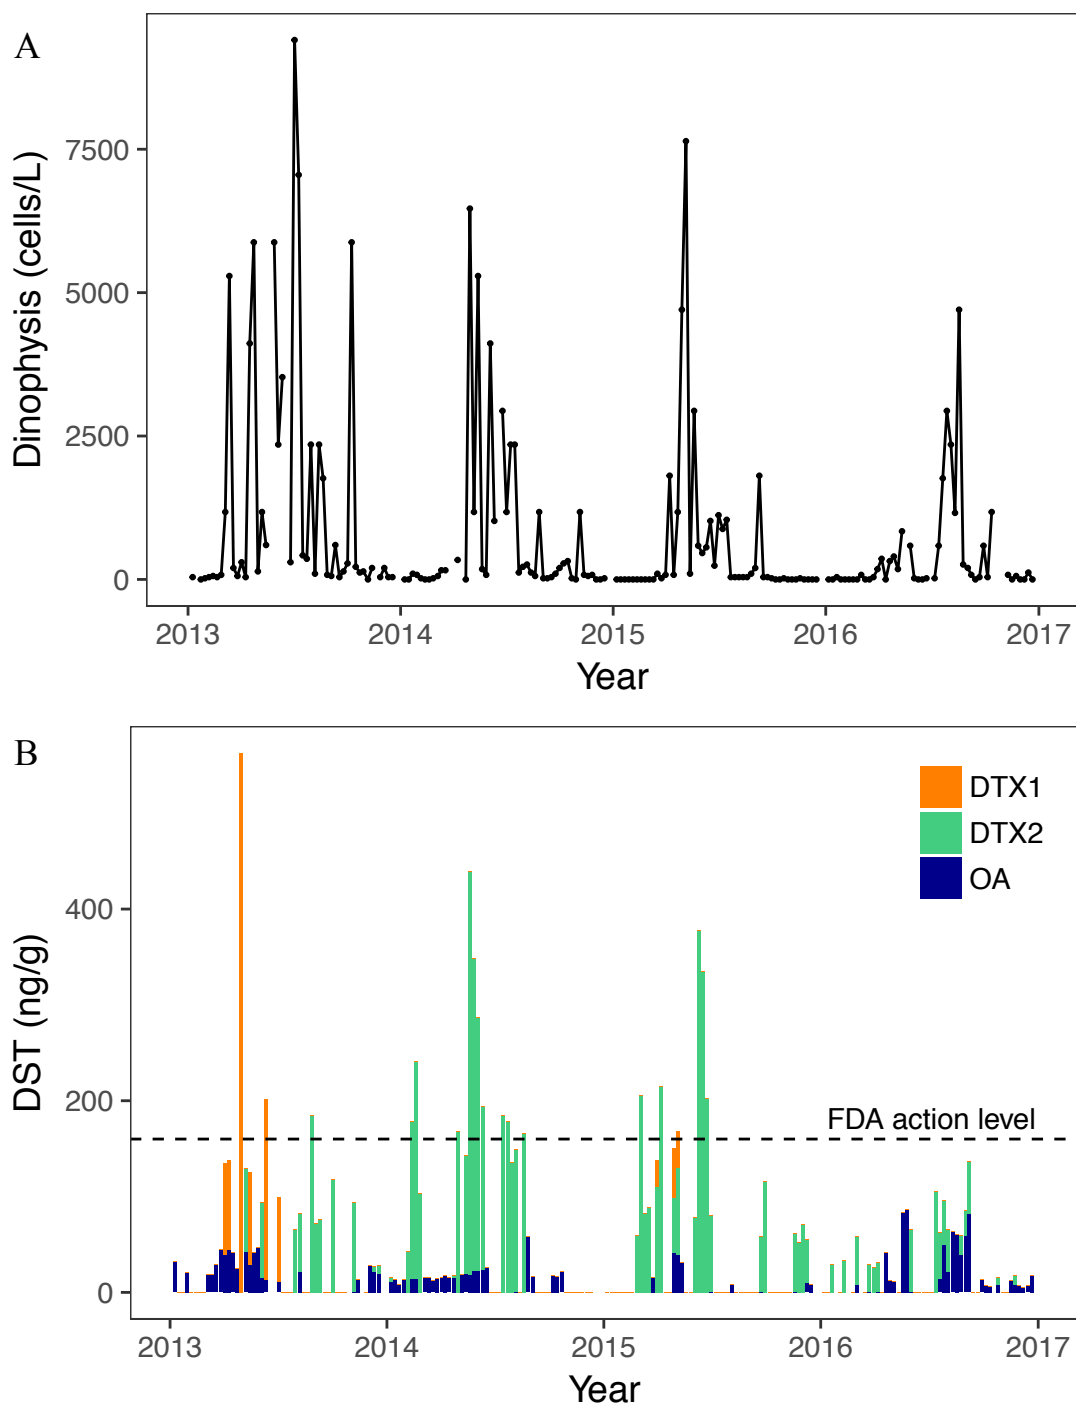 A
Dinophysis (cells/L)
7500
5000
2500
0
2013 2014 2015 2016 2017
Year
B
DST (ng/g)
400
200
0
DTX1
DTX2
OA
FDA action level
2013 2014 2015 2016 2017
Year